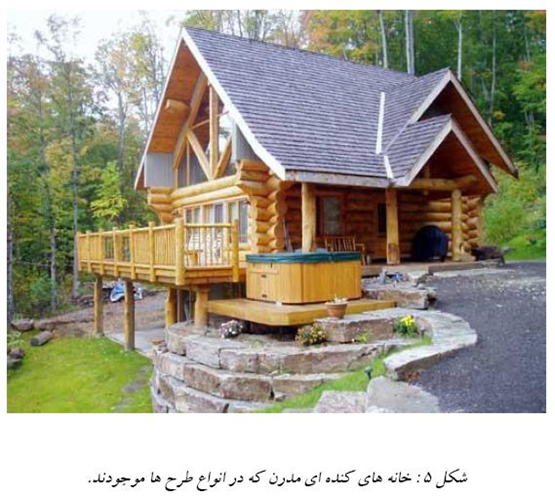 شکل ۵: خانه های کنده ای مدرن که در انواع طرح ها موجودند.